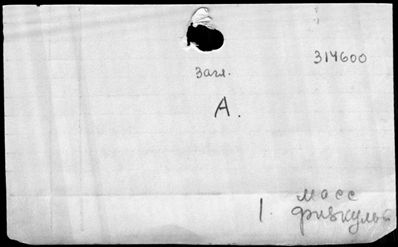 314600
Загл.
А.
1. масс
физкульт